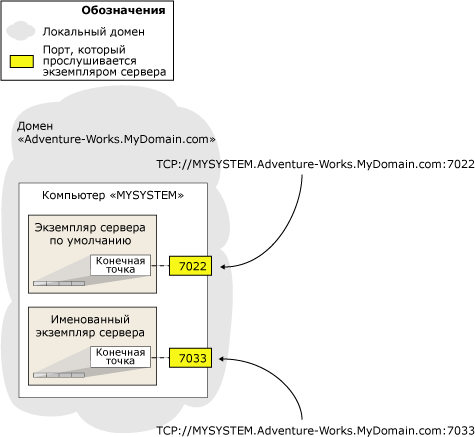 Обозначения
Локальный домен
Порт, который
прослушивается
экземпляром сервера
Домен
«Adventure-Works.MyDomain.com»
TCP://MYSYSTEM.Adventure-Works.MyDomain.com:7022
Компьютер «MYSYSTEM»
Экземпляр сервера
по умолчанию
Конечная
точка
7022
Именованный
экземпляр сервера
Конечная
точка
7033
TCP://MYSYSTEM.Adventure-Works.MyDomain.com:7033